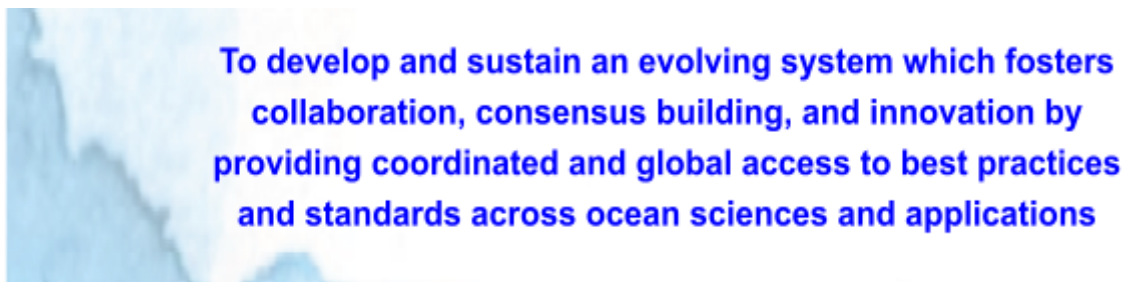 To develop and sustain an evolving system which fosters
collaboration, consensus building, and innovation by
providing coordinated and global access to best practices
and standards across ocean sciences and applications